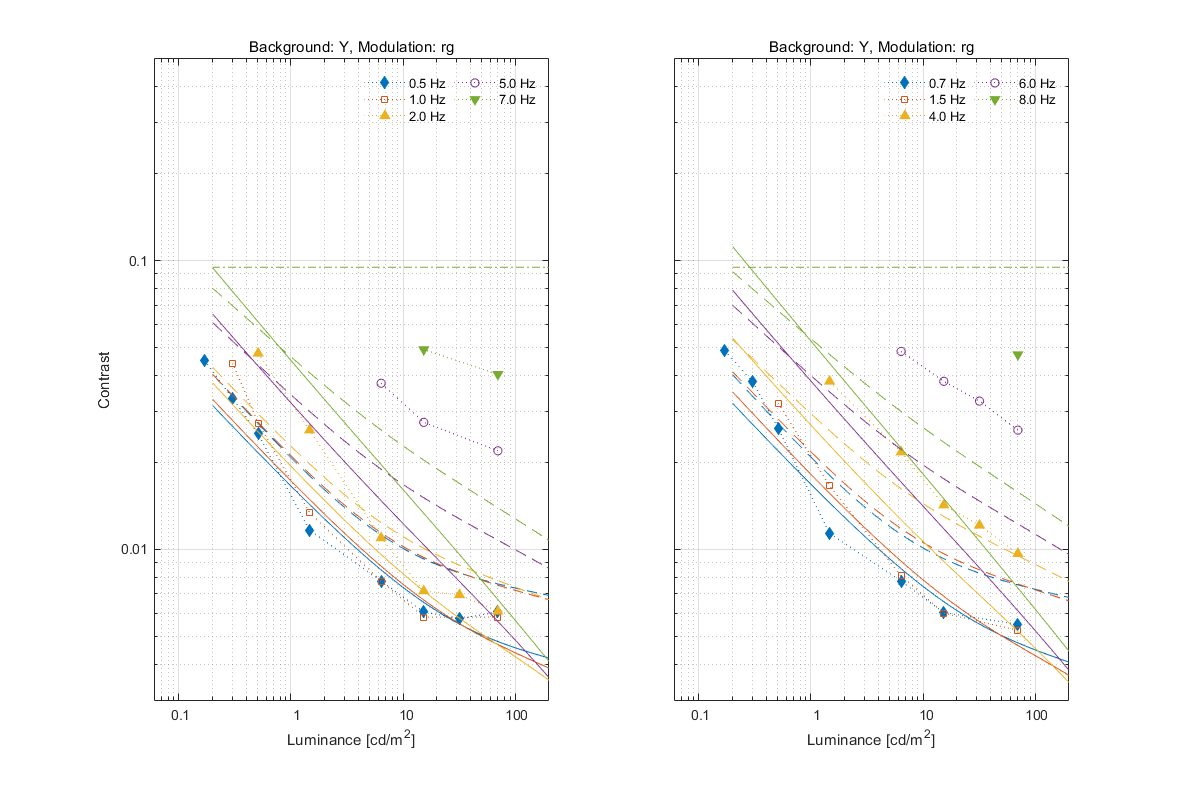 Background: Y, Modulation: rg
0.5 Hz
1.0 Hz
2.0 Hz
5.0 Hz
7.0 Hz
Contrast
0.1
0.01
0.1
1
10
100
Luminance [cd/m²]
Background: Y, Modulation: rg
0.7 Hz
1.5 Hz
4.0 Hz
6.0 Hz
8.0 Hz
0.1
1
10
100
Luminance [cd/m²]